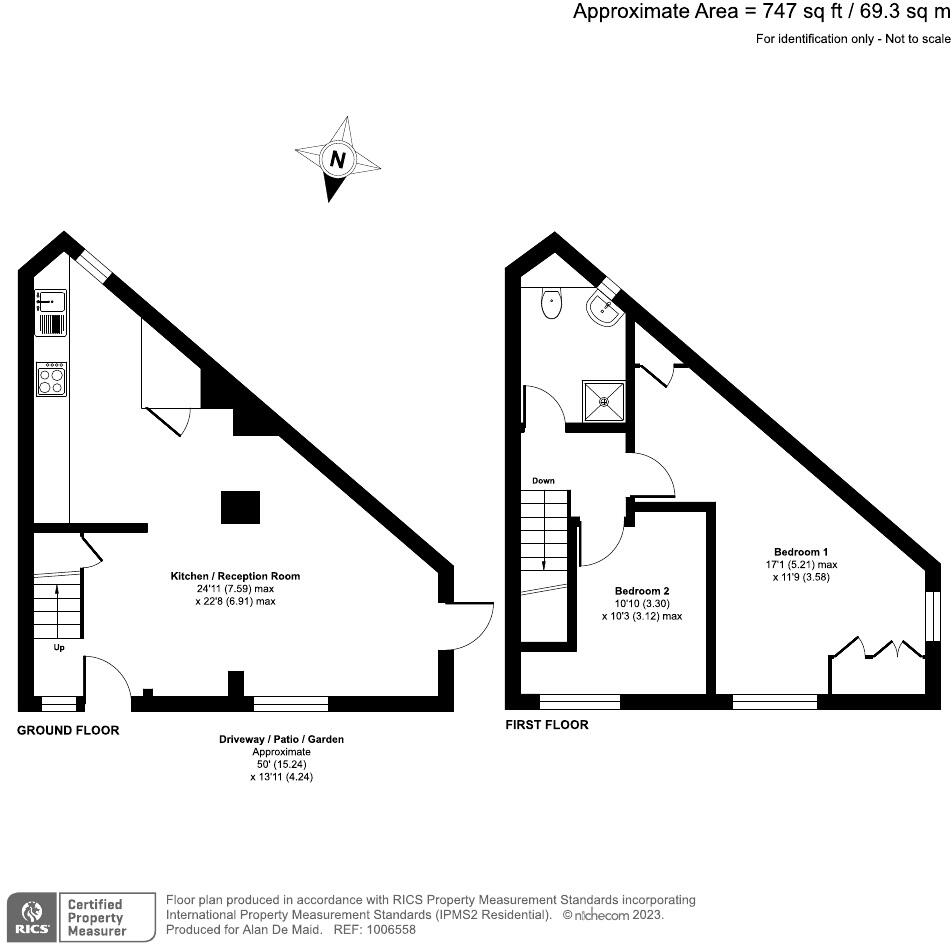 Approximate Area = 747 sq ft / 69.3 sq m
For identification only - Not to scale
N
Kitchen / Reception Room
24'11 (7.59) max
x 22'8 (6.91) max
Up
GROUND FLOOR
Driveway / Patio / Garden
Approximate
50' (15.24)
x 13'11 (4.24)
Down
Bedroom 1
17'1 (5.21) max
x 11'9 (3.58)
Bedroom 2
10'10 (3.30)
x 10'3 (3.12) max
FIRST FLOOR
RICS
Certified
Property
Measurer
Floor plan produced in accordance with RICS Property Measurement Standards incorporating
International Property Measurement Standards (IPMS2 Residential). © nichecom 2023.
Produced for Alan De Maid. REF: 1006558